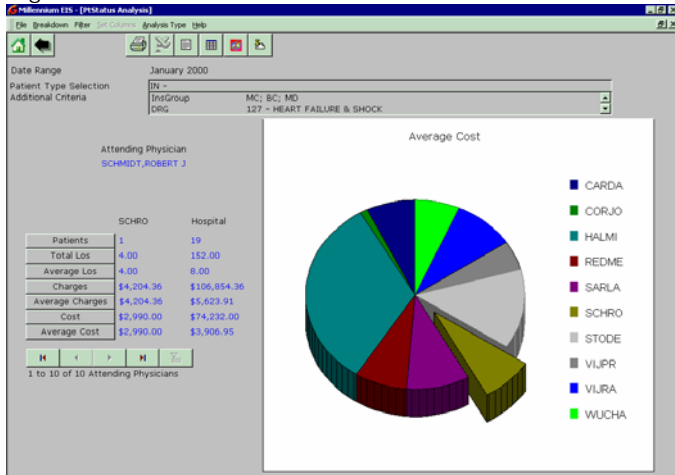 Millennium EIS - [PtStatus Analysis]
File Breakdown Filter Set Columns Analysis Type Help
Date Range January 2000
Patient Type Selection IN -
Additional Criteria InsGroup MC; BC; MD
DRG 127 - HEART FAILURE & SHOCK
Attending Physician
SCHMIDT,ROBERT J
SCHRO Hospital
Patients 1 19
Total Los 4.00 152.00
Average Los 4.00 8.00
Charges $4,204.36 $106,854.36
Average Charges $4,204.36 $5,623.91
Cost $2,990.00 $74,232.00
Average Cost $2,990.00 $3,906.95
1 to 10 of 10 Attending Physicians
Average Cost
CARDA
CORJO
HALMI
REDME
SARLA
SCHRO
STODE
VIJPR
VIJRA
WUCHA